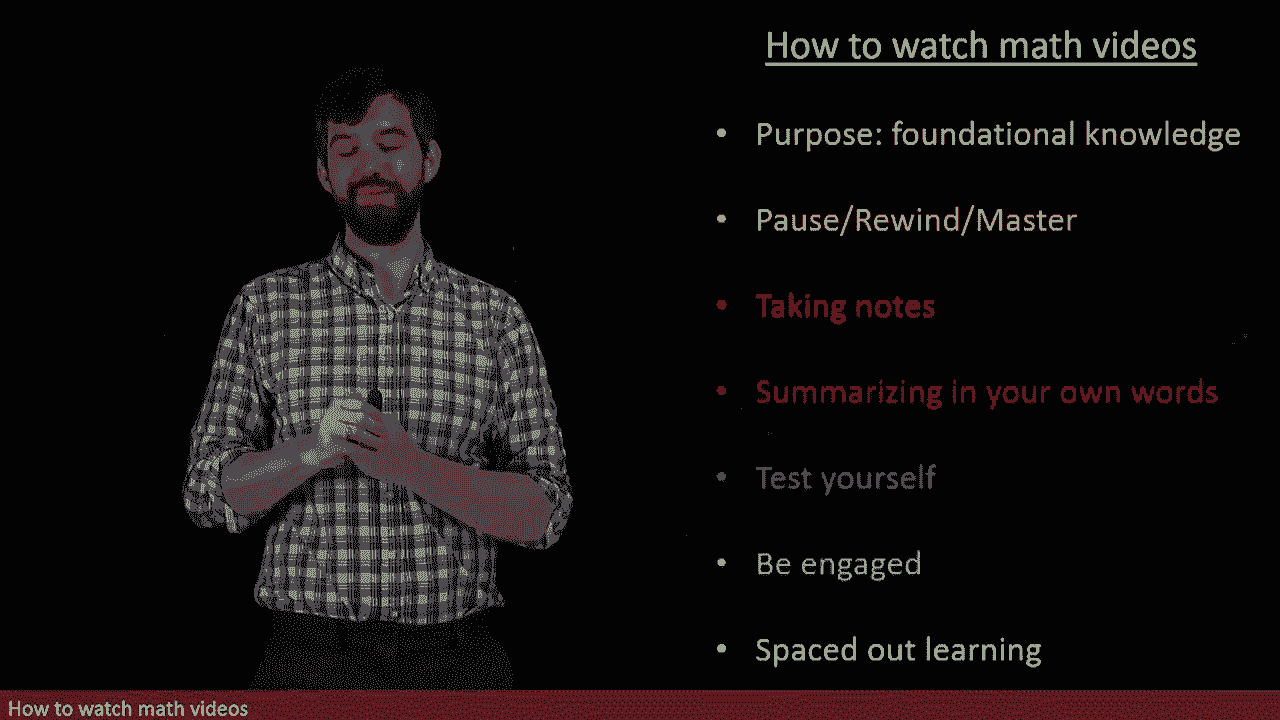 How to watch math videos
• Purpose: foundational knowledge
• Pause/Rewind/Master
• Taking notes
• Summarizing in your own words
• Test yourself
• Be engaged
• Spaced out learning
How to watch math videos